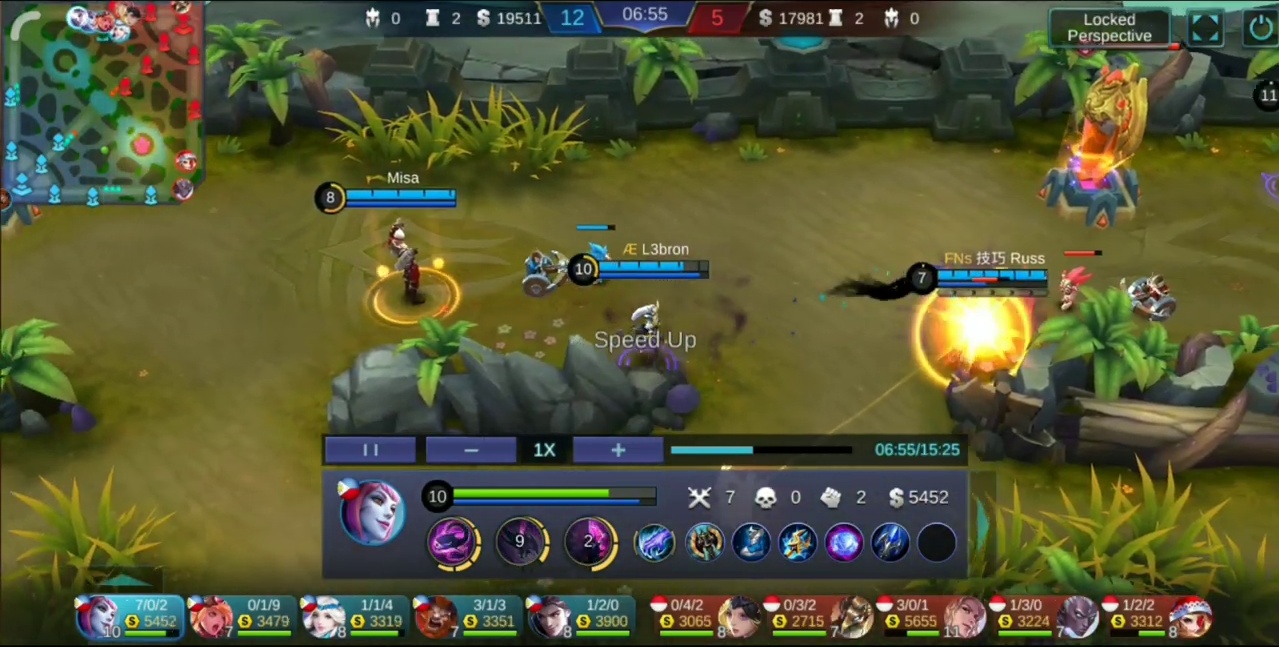 0 2 $ 19511 12 06:55 5 $ 17981 2 0
Locked
Perspective
11
Misa
8
Æ L3bron
10
FNs 技巧 Russ
7
Speed Up
1X
06:55/15:25
10
7 0 2 $ 5452
9 2
7/0/2 0/1/9 1/1/4 3/1/3 1/2/0 0/4/2 0/3/2 3/0/1 1/3/0 1/2/2
5452 3479 3319 3351 3900 3065 2715 5655 3224 3312
10 7 8 7 8 8 7 11 7 8